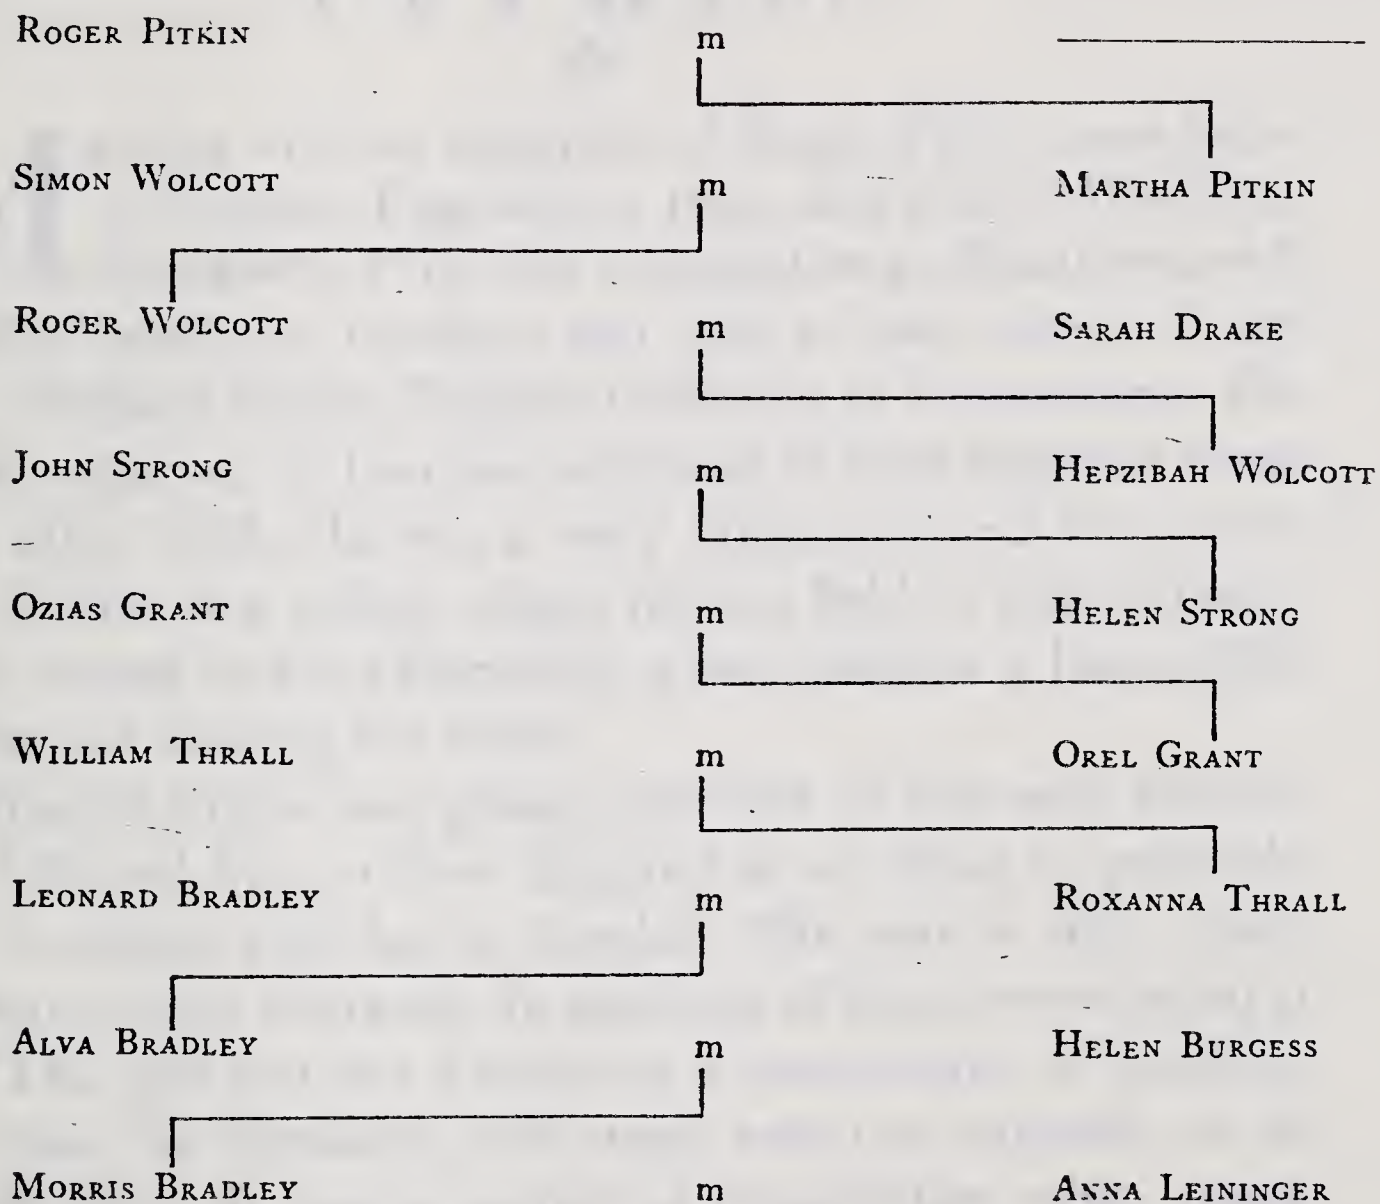 ROGER PITKIN m
SIMON WOLCOTT m MARTHA PITKIN
ROGER WOLCOTT m SARAH DRAKE
JOHN STRONG m HEPZIBAH WOLCOTT
OZIAS GRANT m HELEN STRONG
WILLIAM THRALL m OREL GRANT
LEONARD BRADLEY m ROXANNA THRALL
ALVA BRADLEY m HELEN BURGESS
MORRIS BRADLEY m ANNA LEININGER